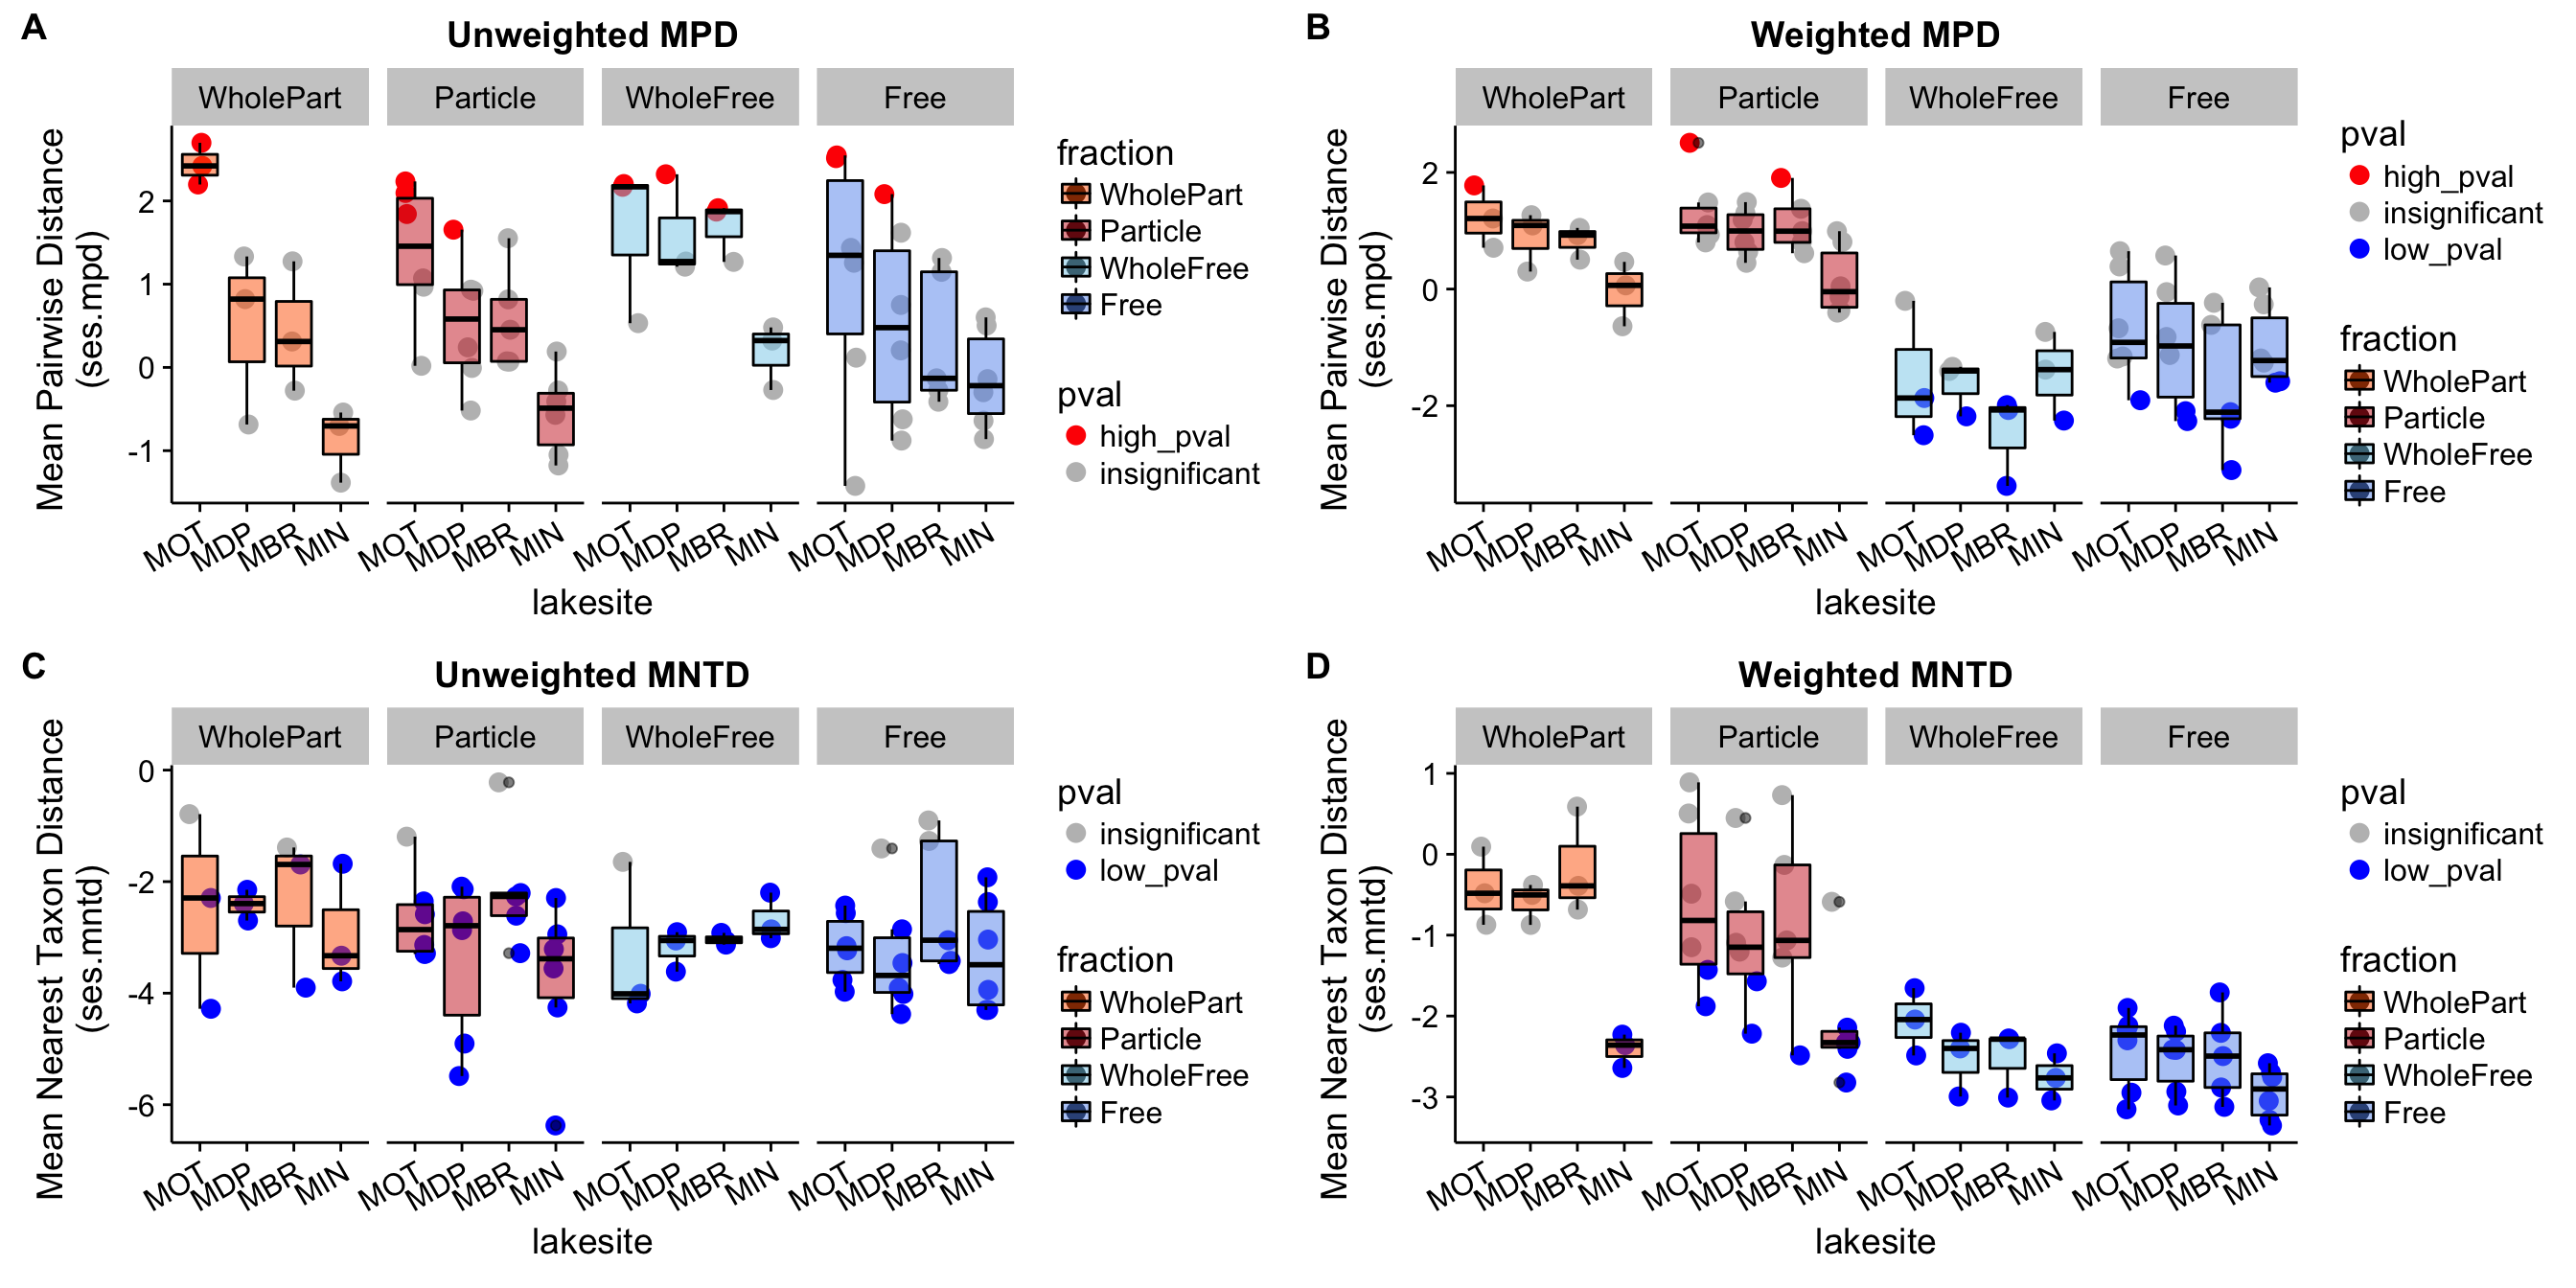 A
Unweighted MPD
WholePart
Particle
WholeFree
Free
Mean Pairwise Distance
(ses.mpd)
2
1
0
-1
MOT
MDP
MBR
MIN
MOT
MDP
MBR
MIN
MOT
MDP
MBR
MIN
MOT
MDP
MBR
MIN
lakesite
fraction
WholePart
Particle
WholeFree
Free
pval
high_pval
insignificant
B
Weighted MPD
WholePart
Particle
WholeFree
Free
Mean Pairwise Distance
(ses.mpd)
2
0
-2
MOT
MDP
MBR
MIN
MOT
MDP
MBR
MIN
MOT
MDP
MBR
MIN
MOT
MDP
MBR
MIN
lakesite
pval
high_pval
insignificant
low_pval
fraction
WholePart
Particle
WholeFree
Free
C
Unweighted MNTD
WholePart
Particle
WholeFree
Free
Mean Nearest Taxon Distance
(ses.mntd)
0
-2
-4
-6
MOT
MDP
MBR
MIN
MOT
MDP
MBR
MIN
MOT
MDP
MBR
MIN
MOT
MDP
MBR
MIN
lakesite
pval
insignificant
low_pval
fraction
WholePart
Particle
WholeFree
Free
D
Weighted MNTD
WholePart
Particle
WholeFree
Free
Mean Nearest Taxon Distance
(ses.mntd)
1
0
-1
-2
-3
MOT
MDP
MBR
MIN
MOT
MDP
MBR
MIN
MOT
MDP
MBR
MIN
MOT
MDP
MBR
MIN
lakesite
pval
insignificant
low_pval
fraction
WholePart
Particle
WholeFree
Free